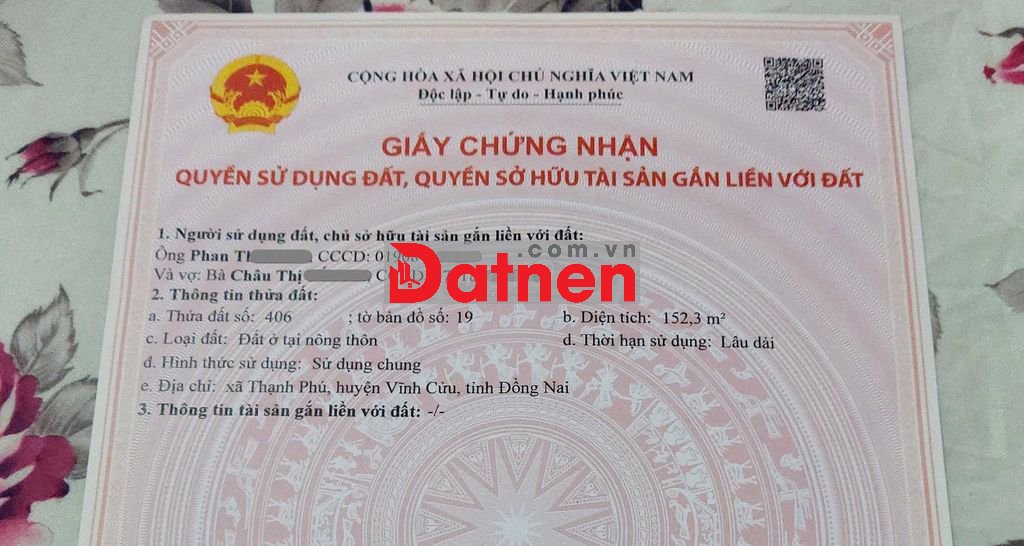 CỘNG HÒA XÃ HỘI CHỦ NGHĨA VIỆT NAM
Độc lập - Tự do - Hạnh phúc
GIẤY CHỨNG NHẬN
QUYỀN SỬ DỤNG ĐẤT, QUYỀN SỞ HỮU TÀI SẢN GẮN LIỀN VỚI ĐẤT
1. Người sử dụng đất, chủ sở hữu tài sản gắn liền với đất:
Ông Phan , CCCD:
Và vợ: Bà Châu Thị
.com.vn
Datnen
2. Thông tin thửa đất:
a. Thửa đất số: 406 ; tờ bản đồ số: 19 b. Diện tích: 152,3 m²
c. Loại đất: Đất ở tại nông thôn d. Thời hạn sử dụng: Lâu dài
đ. Hình thức sử dụng: Sử dụng chung
e. Địa chỉ: xã Thạnh Phú, huyện Vĩnh Cửu, tỉnh Đồng Nai
3. Thông tin tài sản gắn liền với đất: -/-